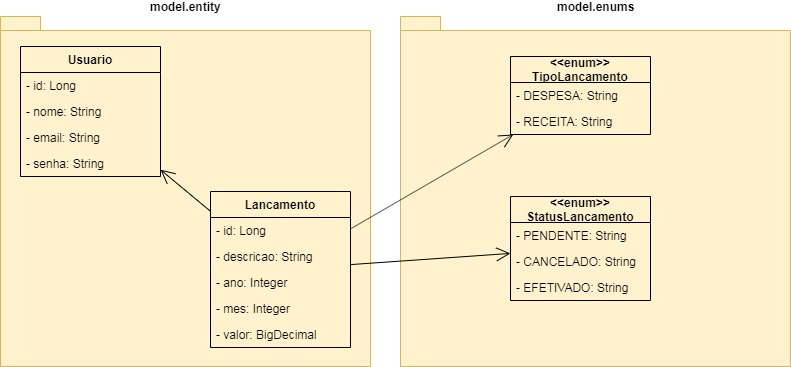 model.entity
model.enums
Usuario
- id: Long
- nome: String
- email: String
- senha: String
Lancamento
- id: Long
- descricao: String
- ano: Integer
- mes: Integer
- valor: BigDecimal
<<enum>>
TipoLancamento
- DESPESA: String
- RECEITA: String
<<enum>>
StatusLancamento
- PENDENTE: String
- CANCELADO: String
- EFETIVADO: String